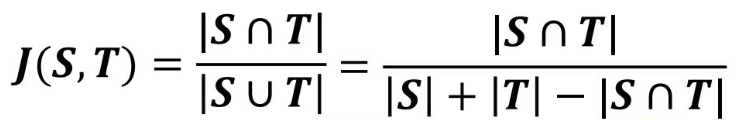 J(S, T) = |S ∩ T| / |S ∪ T| = |S ∩ T| / (|S| + |T| − |S ∩ T|)